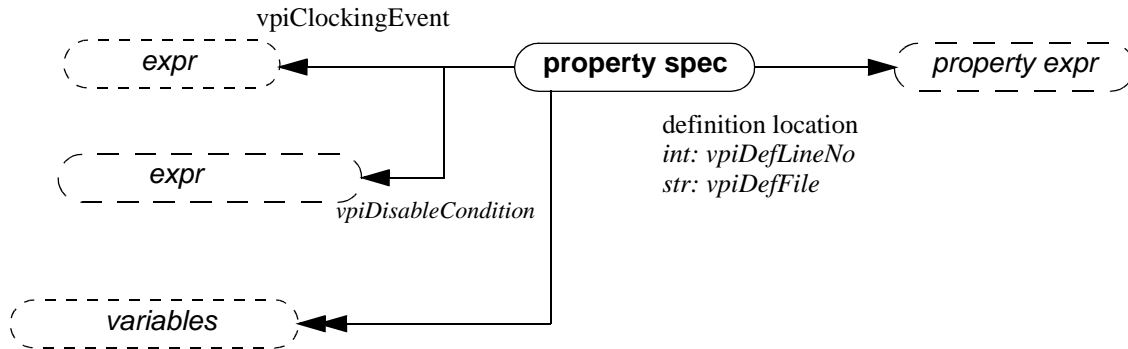 vpiClockingEvent
expr
property spec
property expr
definition location
int: vpiDefLineNo
str: vpiDefFile
expr
vpiDisableCondition
variables